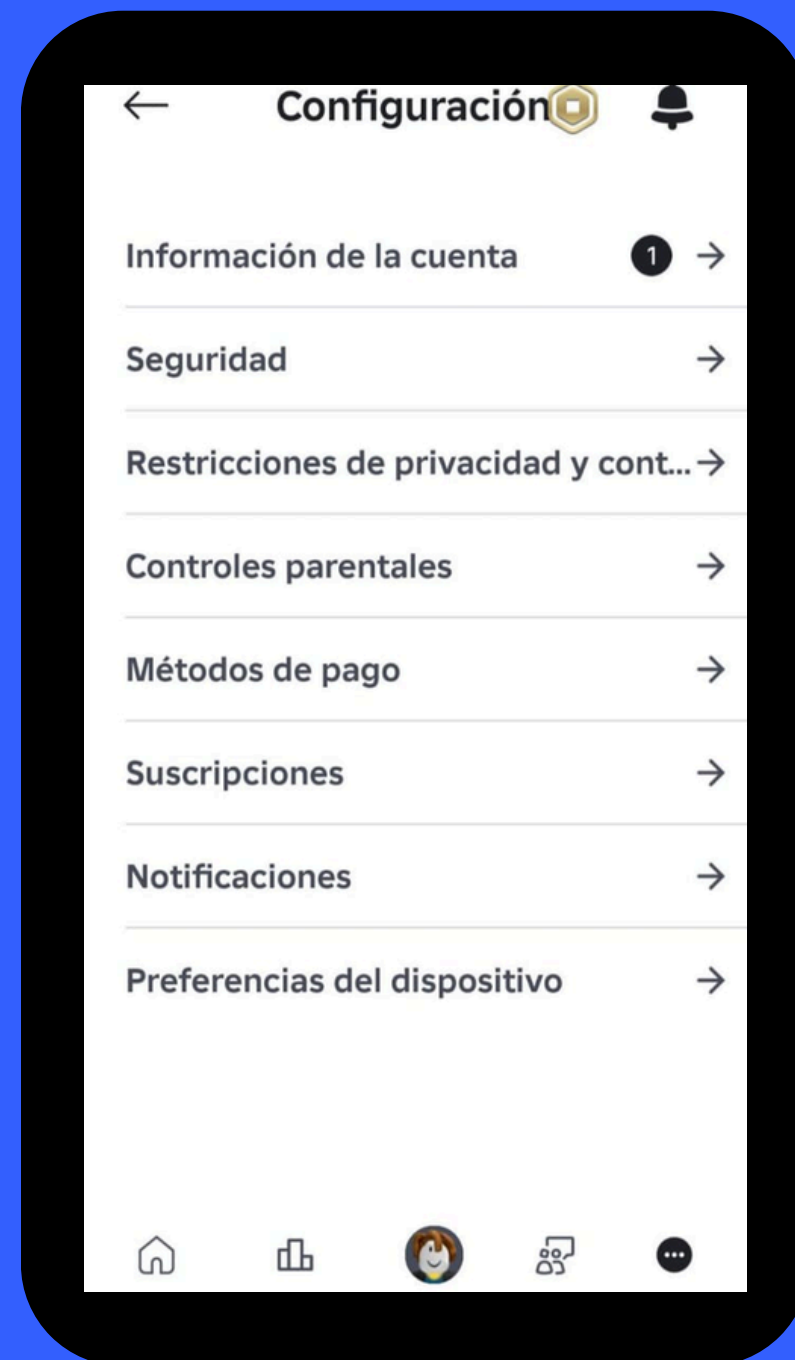 Configuración
Información de la cuenta 1
Seguridad
Restricciones de privacidad y cont...
Controles parentales
Métodos de pago
Suscripciones
Notificaciones
Preferencias del dispositivo